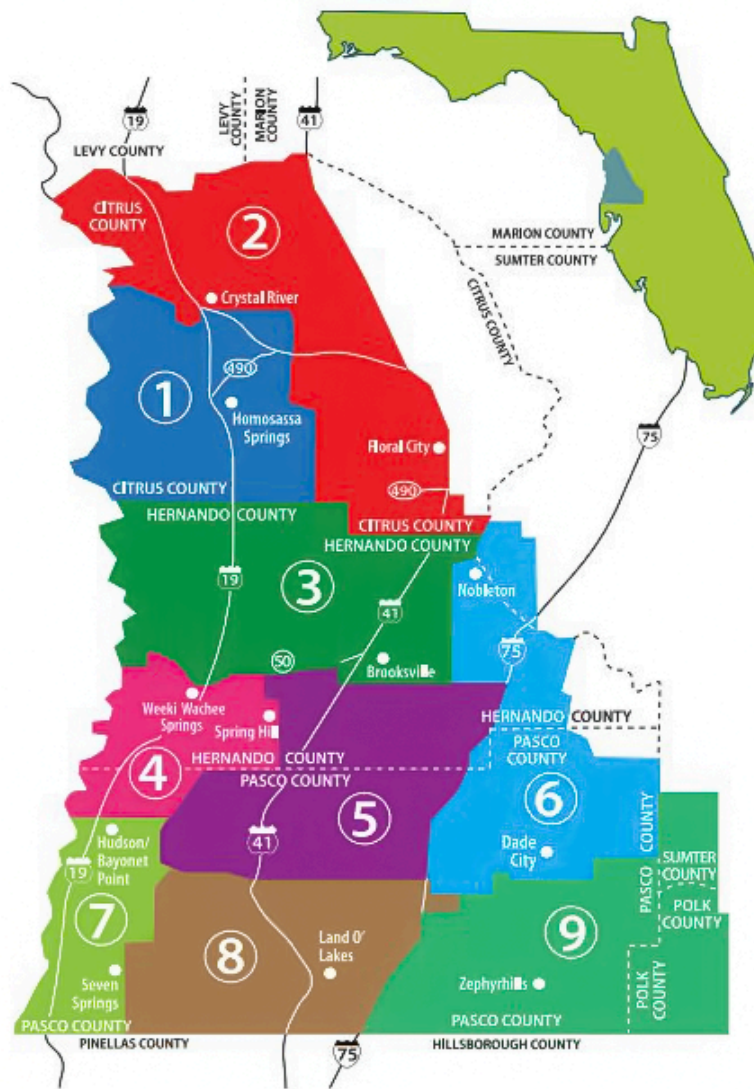 19
LEVY
COUNTY
MARION
COUNTY
41
LEVY COUNTY
CITRUS
COUNTY
2
MARION COUNTY
SUMTER COUNTY
CITRUS COUNTY
Crystal River
490
1
Homosassa
Springs
75
Floral City
490
CITRUS COUNTY
HERNANDO COUNTY
CITRUS COUNTY
HERNANDO COUNTY
19
3
41
Nobleton
50
Brooksville
75
Weeki Wachee
Springs
Spring Hill
HERNANDO COUNTY
HERNANDO COUNTY
PASCO COUNTY
PASCO
COUNTY
4
5
6
41
Dade
City
PASCO COUNTY
Hudson/
Bayonet
Point
19
SUMTER
COUNTY
POLK
COUNTY
7
8
9
Land O'
Lakes
Seven
Springs
Zephyrhills
POLK
COUNTY
PASCO COUNTY
PASCO COUNTY
PINELLAS COUNTY
75
HILLSBOROUGH COUNTY